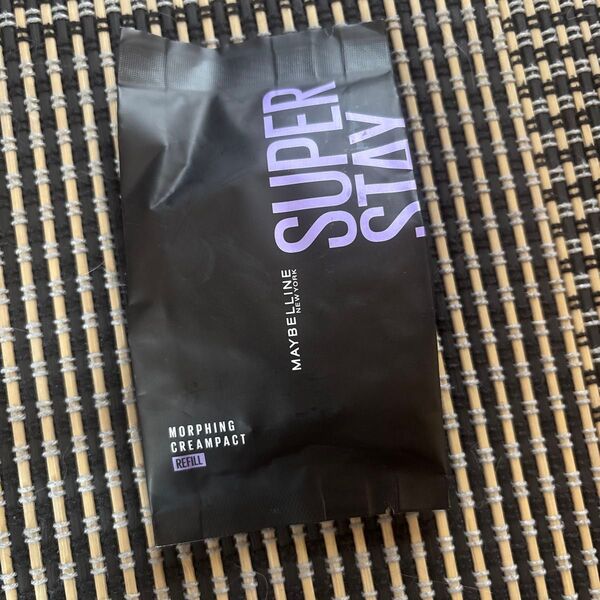 SUPER
STAY
MAYBELLINE
NEW YORK
MORPHING
CREAMPACT
REFILL